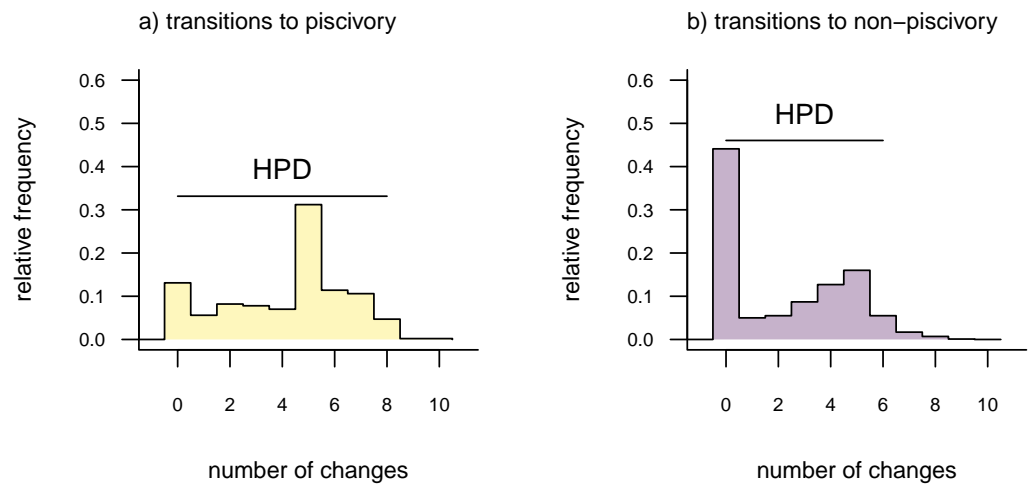 a) transitions to piscivory
relative frequency
0.6
0.5
0.4
0.3
0.2
0.1
0.0
HPD
0 2 4 6 8 10
number of changes
b) transitions to non−piscivory
relative frequency
0.6
0.5
0.4
0.3
0.2
0.1
0.0
HPD
0 2 4 6 8 10
number of changes